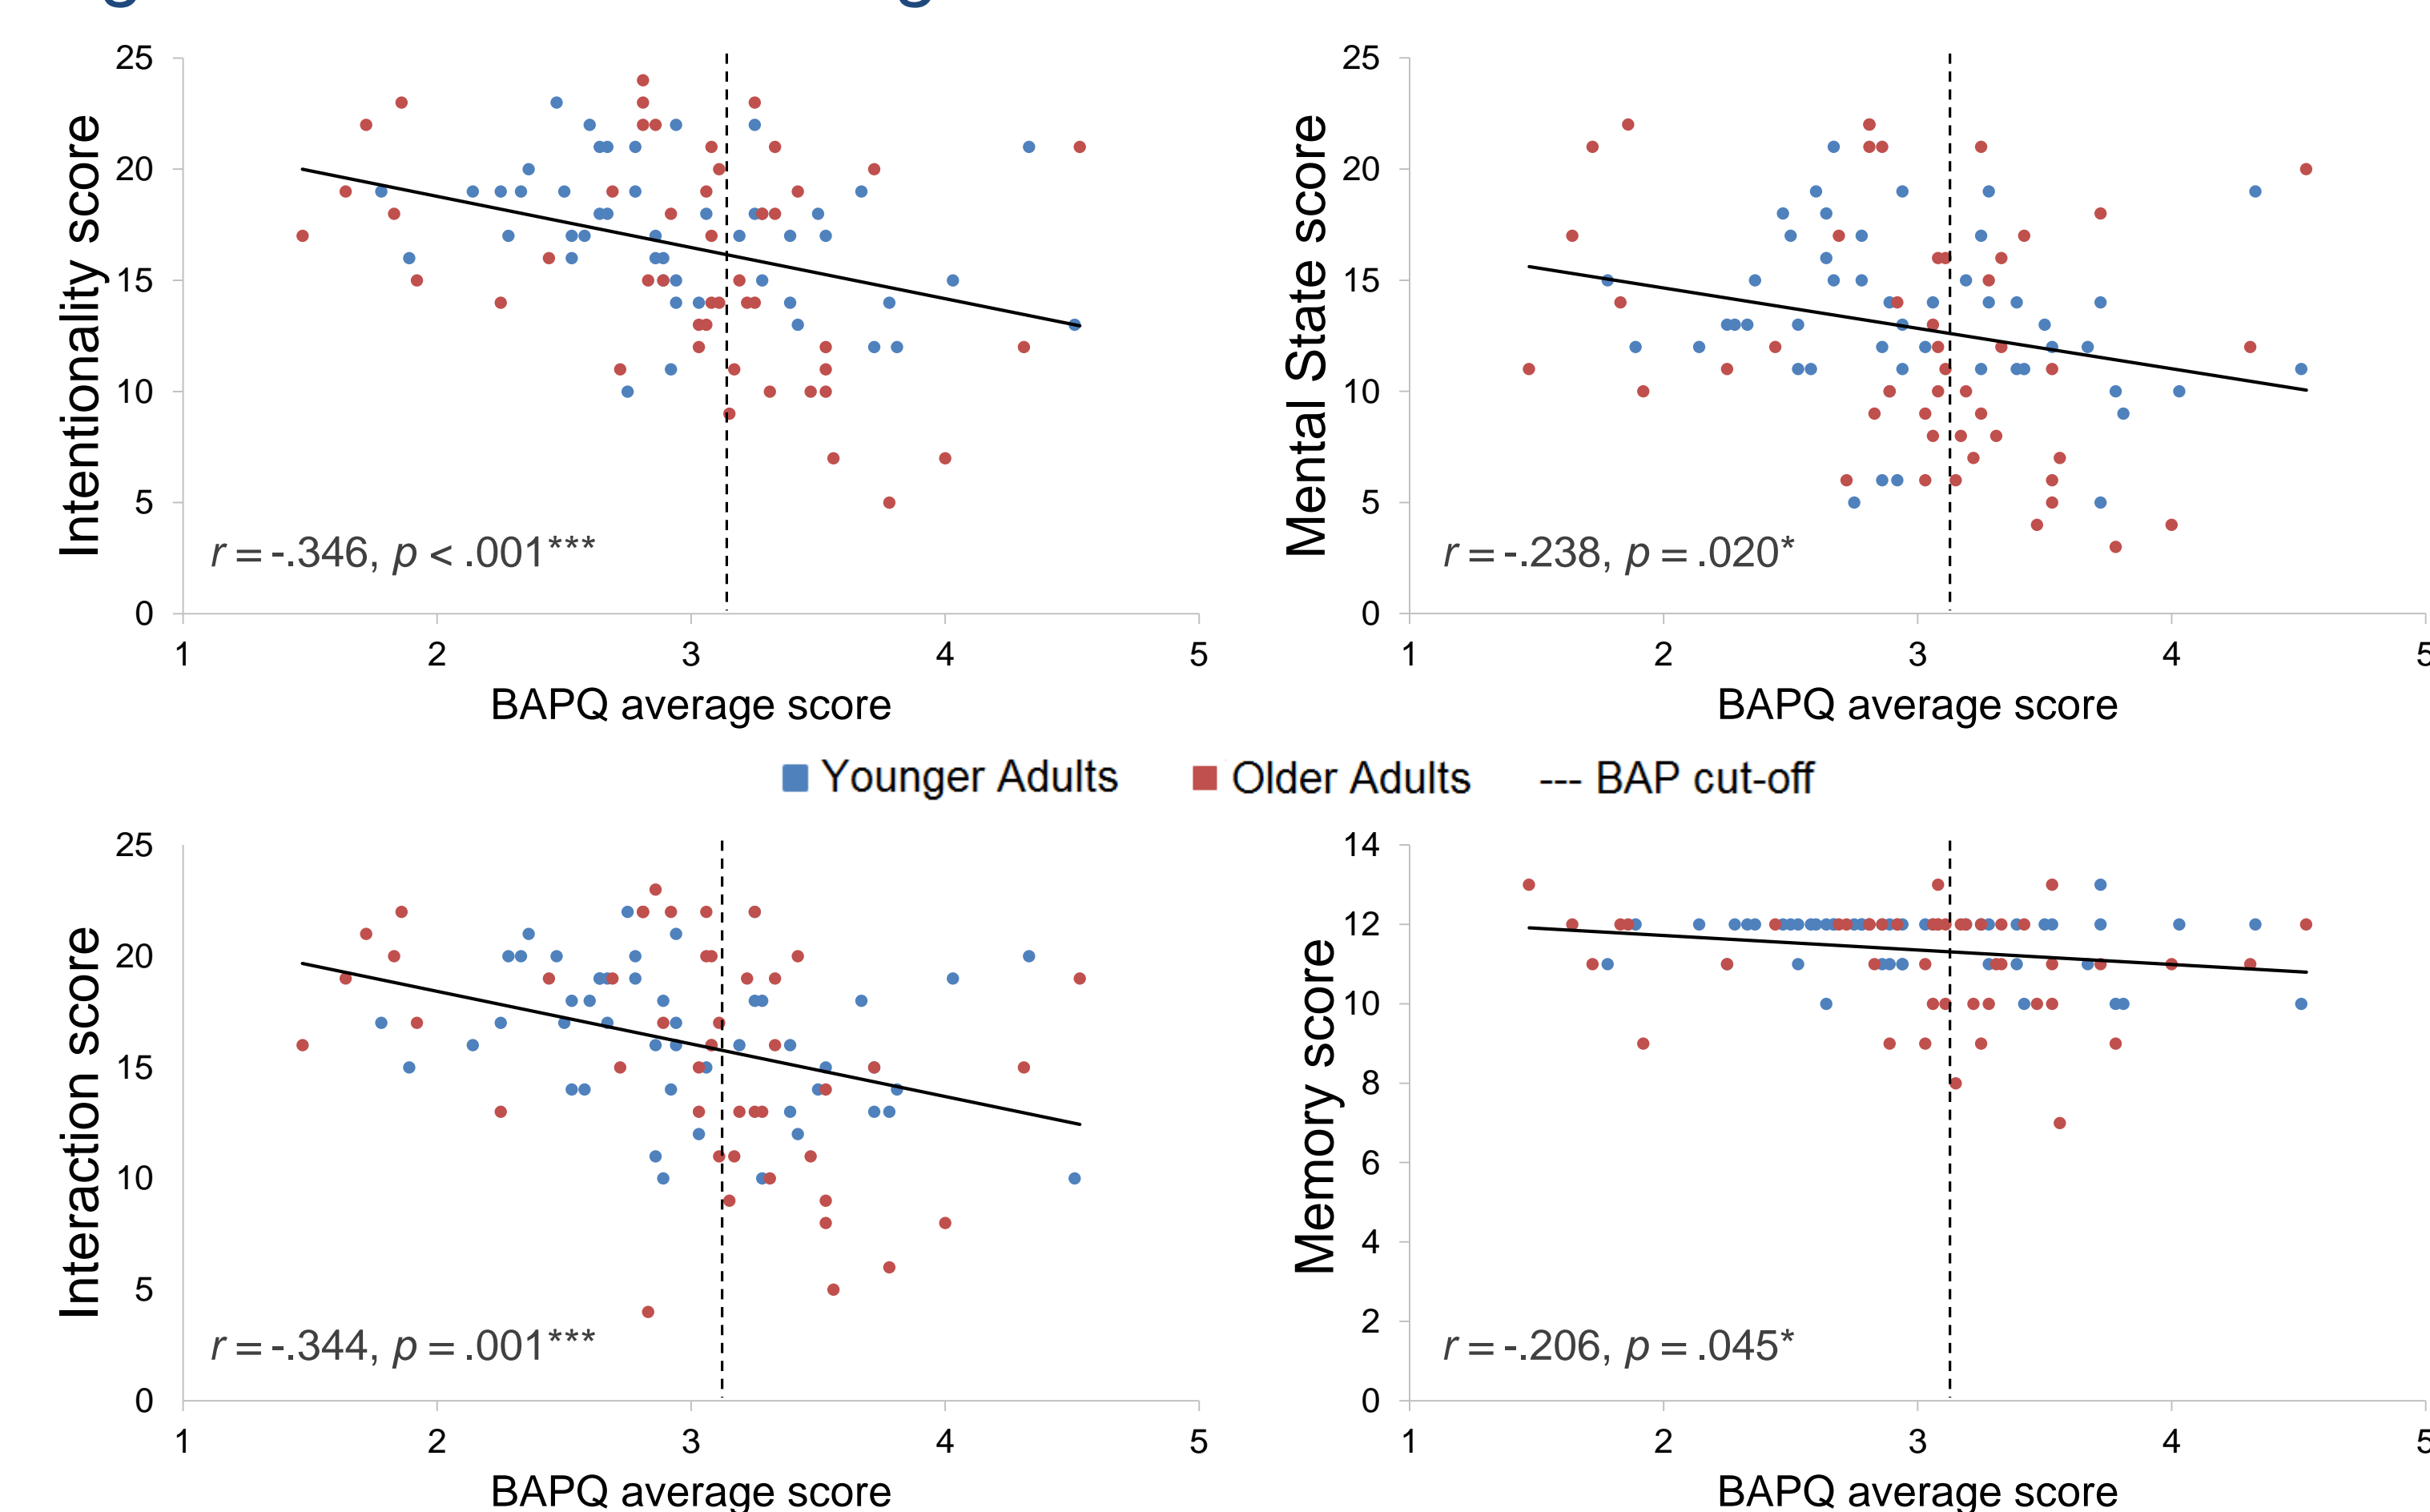 25
20
15
10
5
0
Intentionality score
r = -.346, p < .001***
1 2 3 4 5
BAPQ average score
25
20
15
10
5
0
Mental State score
r = -.238, p = .020*
1 2 3 4 5
BAPQ average score
Younger Adults Older Adults --- BAP cut-off
25
20
15
10
5
0
Interaction score
r = -.344, p = .001***
1 2 3 4 5
BAPQ average score
14
12
10
8
6
4
2
0
Memory score
r = -.206, p = .045*
1 2 3 4 5
BAPQ average score